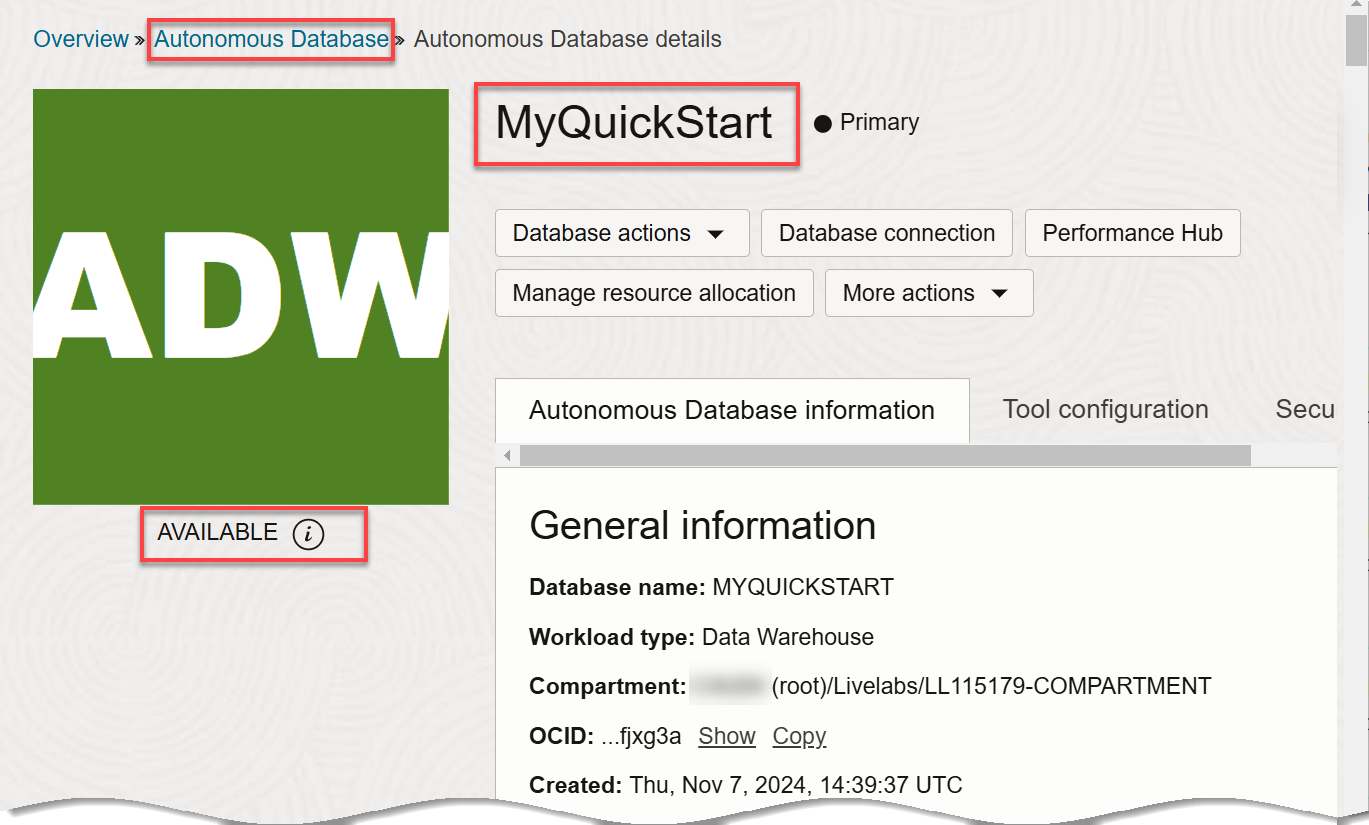 Overview » Autonomous Database » Autonomous Database details
ADW
AVAILABLE i
MyQuickStart ● Primary
Database actions Database connection Performance Hub
Manage resource allocation More actions
Autonomous Database information Tool configuration Secu
General information
Database name: MYQUICKSTART
Workload type: Data Warehouse
Compartment: (root)/Livelabs/LL115179-COMPARTMENT
OCID: ...fjxg3a Show Copy
Created: Thu, Nov 7, 2024, 14:39:37 UTC